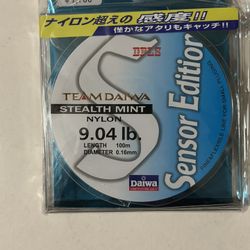 ナイロン超えの感度!!
僅かなアタリもキャッチ!!
TEAM DAIWA
STEALTH MINT
NYLON
9.04 lb.
LENGTH 100m
DIAMETER 0.16mm
Daiwa
Sensor Edition